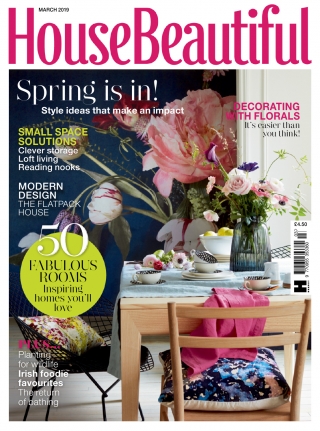 MARCH 2019
HouseBeautiful
Spring is in!
Style ideas that make an impact
DECORATING
WITH FLORALS
It's easier than
you think!
SMALL SPACE
SOLUTIONS
Clever storage
Loft living
Reading nooks
MODERN
DESIGN
THE FLATPACK
HOUSE
£4.50
50
FABULOUS
ROOMS
Inspiring
homes you'll
love
PLUS...
Planting
for wildlife
Irish foodie
favourites
The return
of bathing
H